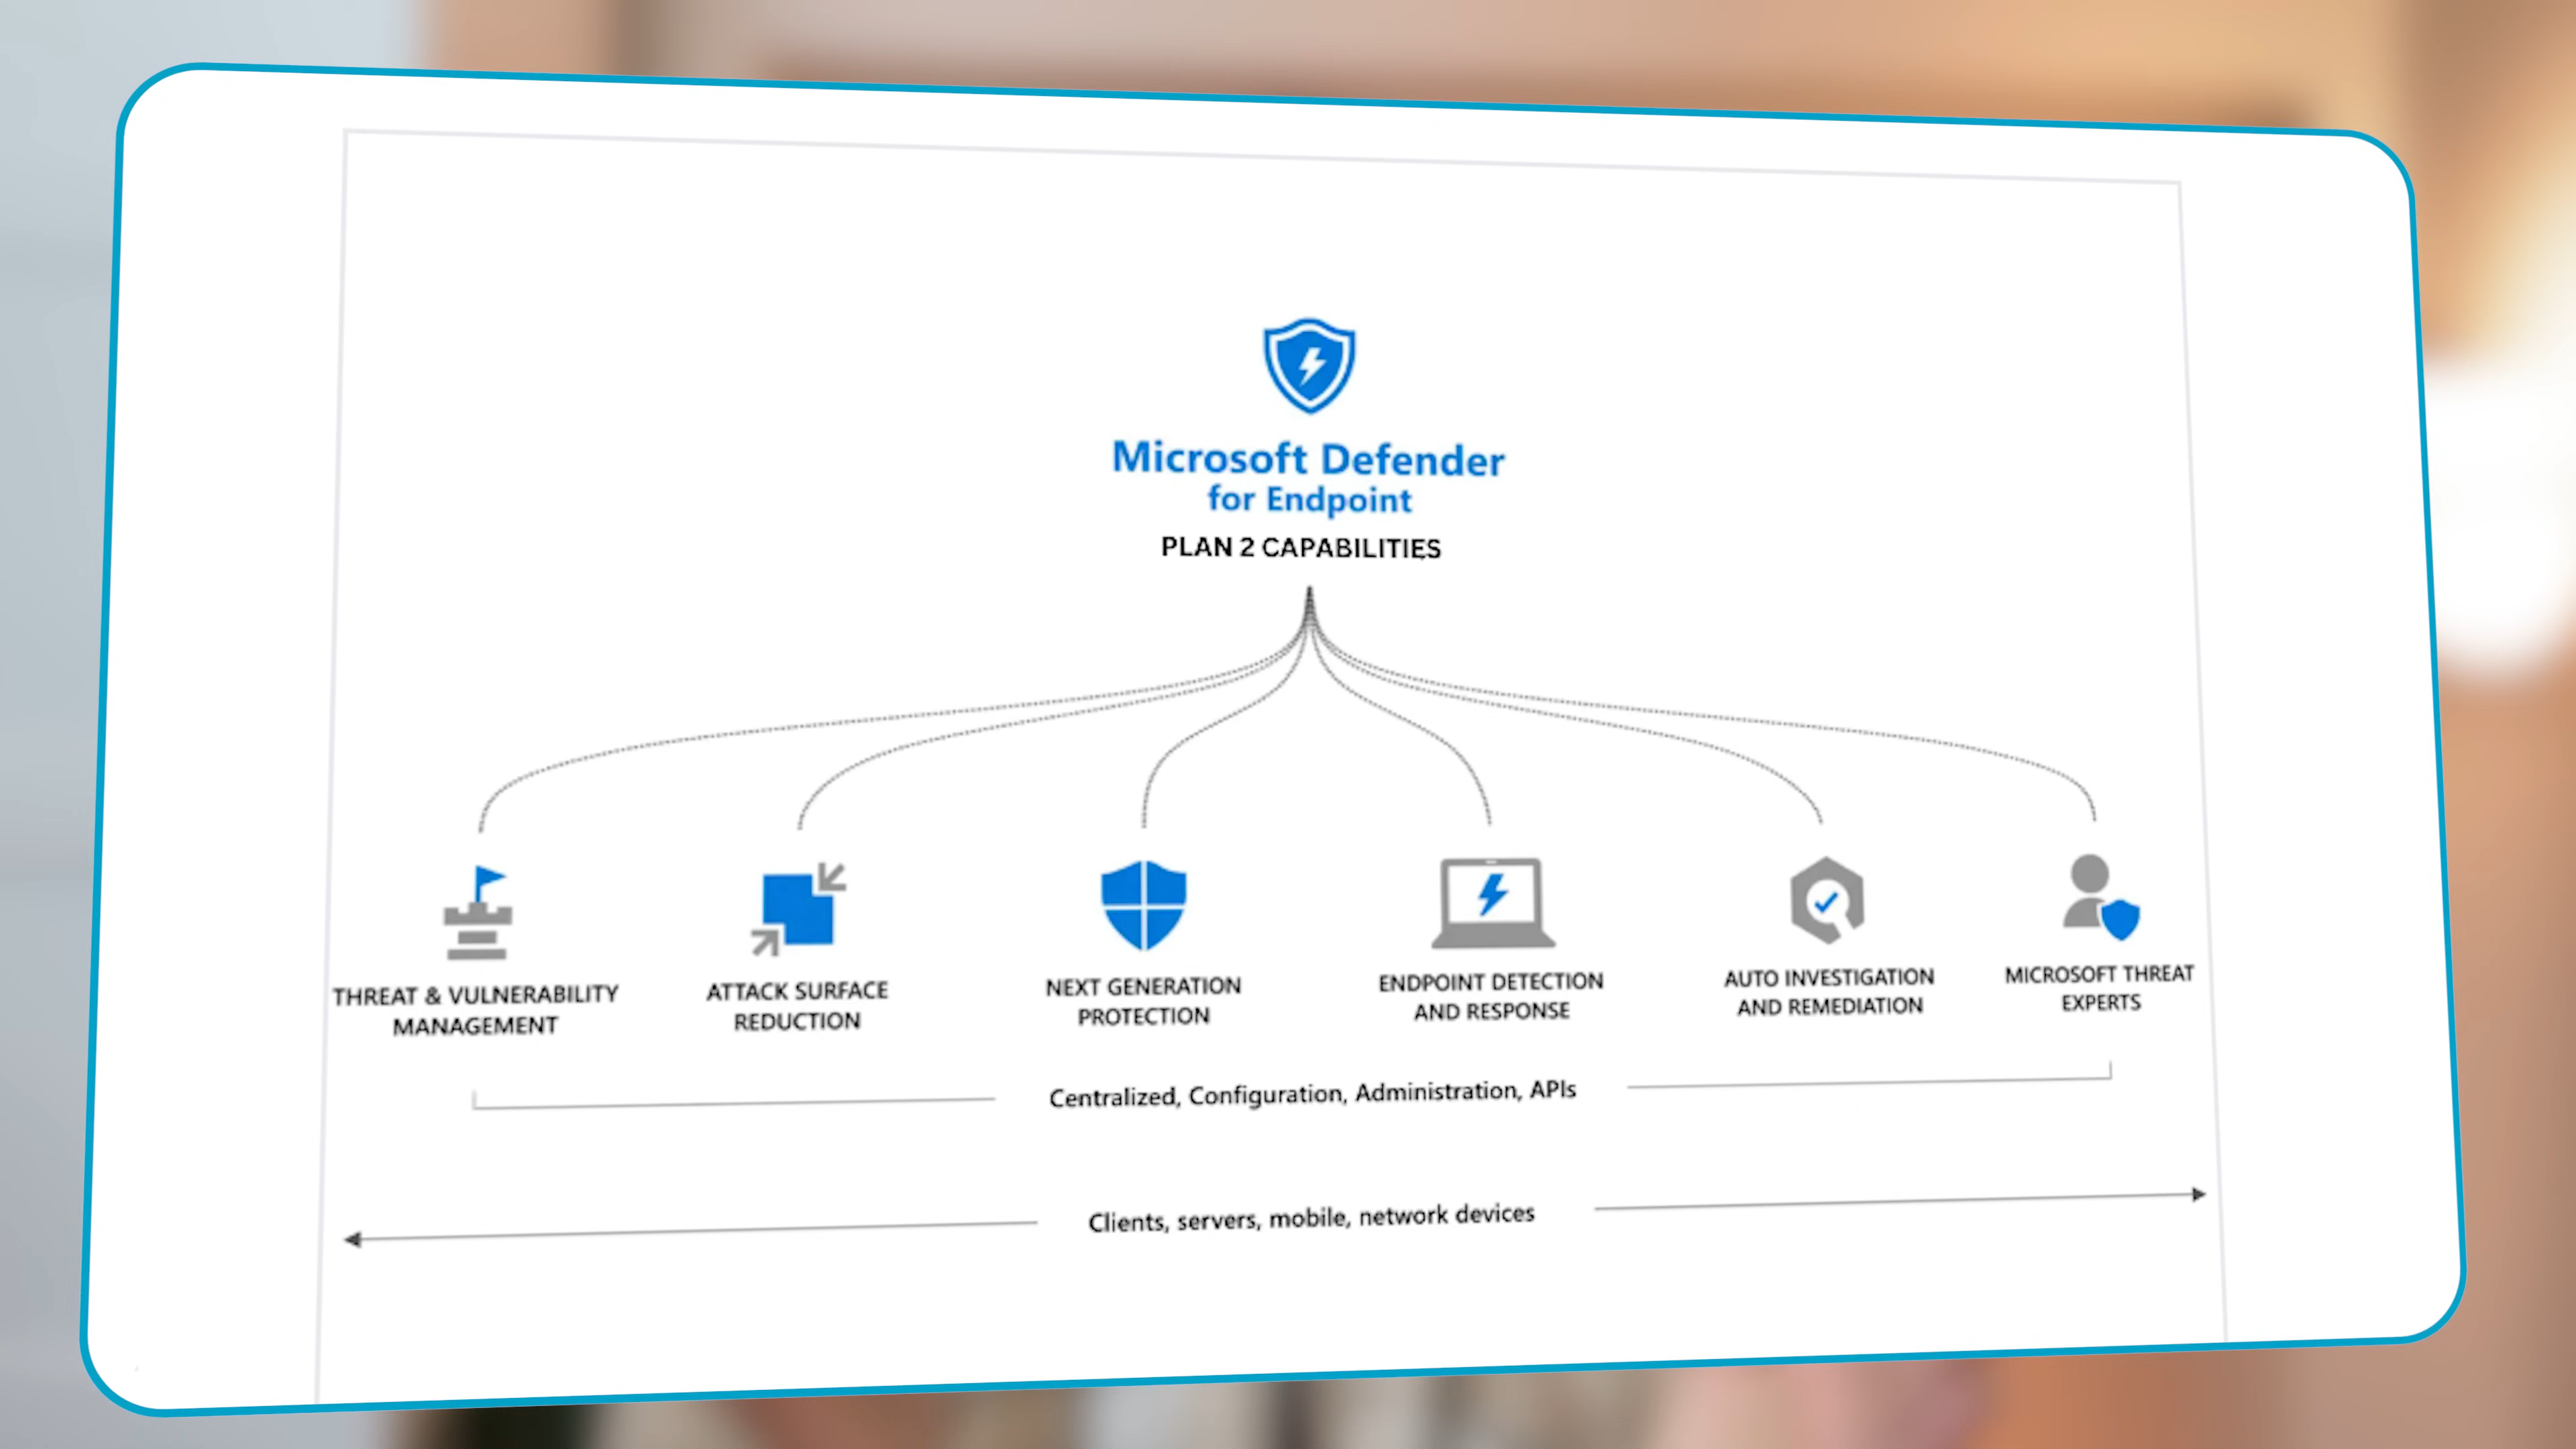 Microsoft Defender
for Endpoint
PLAN 2 CAPABILITIES
THREAT & VULNERABILITY
MANAGEMENT
ATTACK SURFACE
REDUCTION
NEXT GENERATION
PROTECTION
ENDPOINT DETECTION
AND RESPONSE
AUTO INVESTIGATION
AND REMEDIATION
MICROSOFT THREAT
EXPERTS
Centralized, Configuration, Administration, APIs
Clients, servers, mobile, network devices